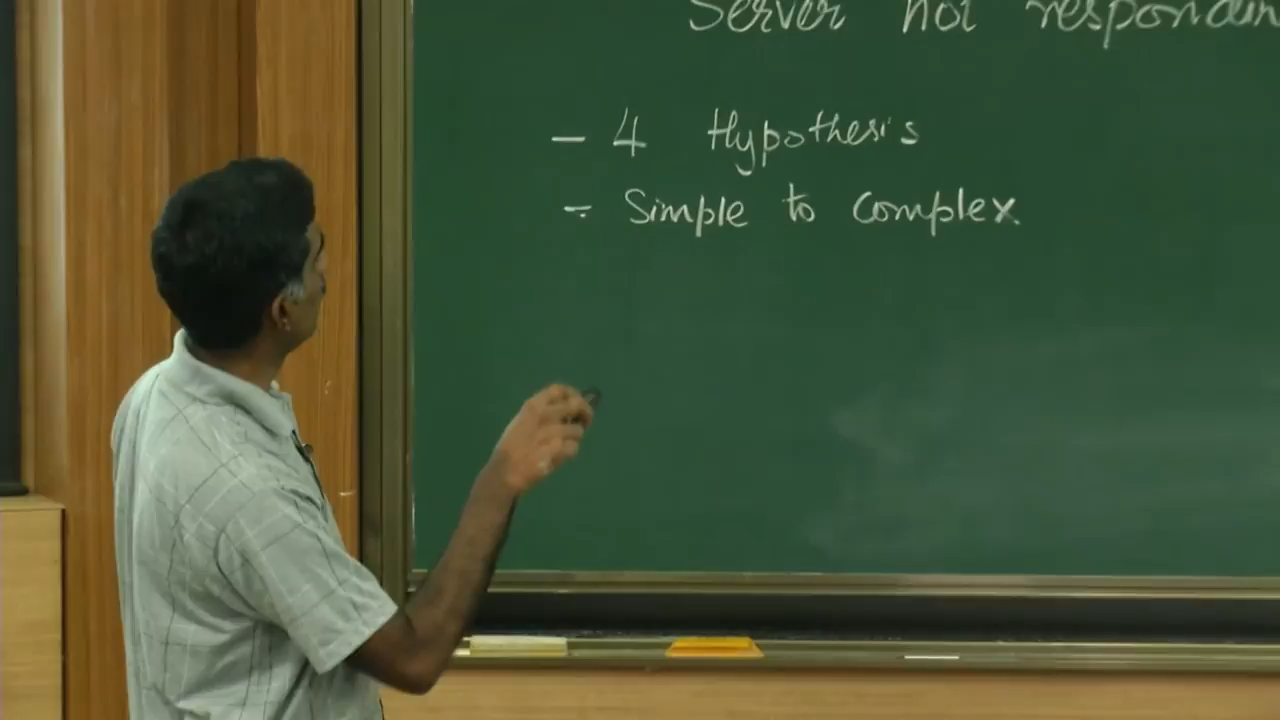 Server not respondin
- 4 Hypothesis
- Simple to complex